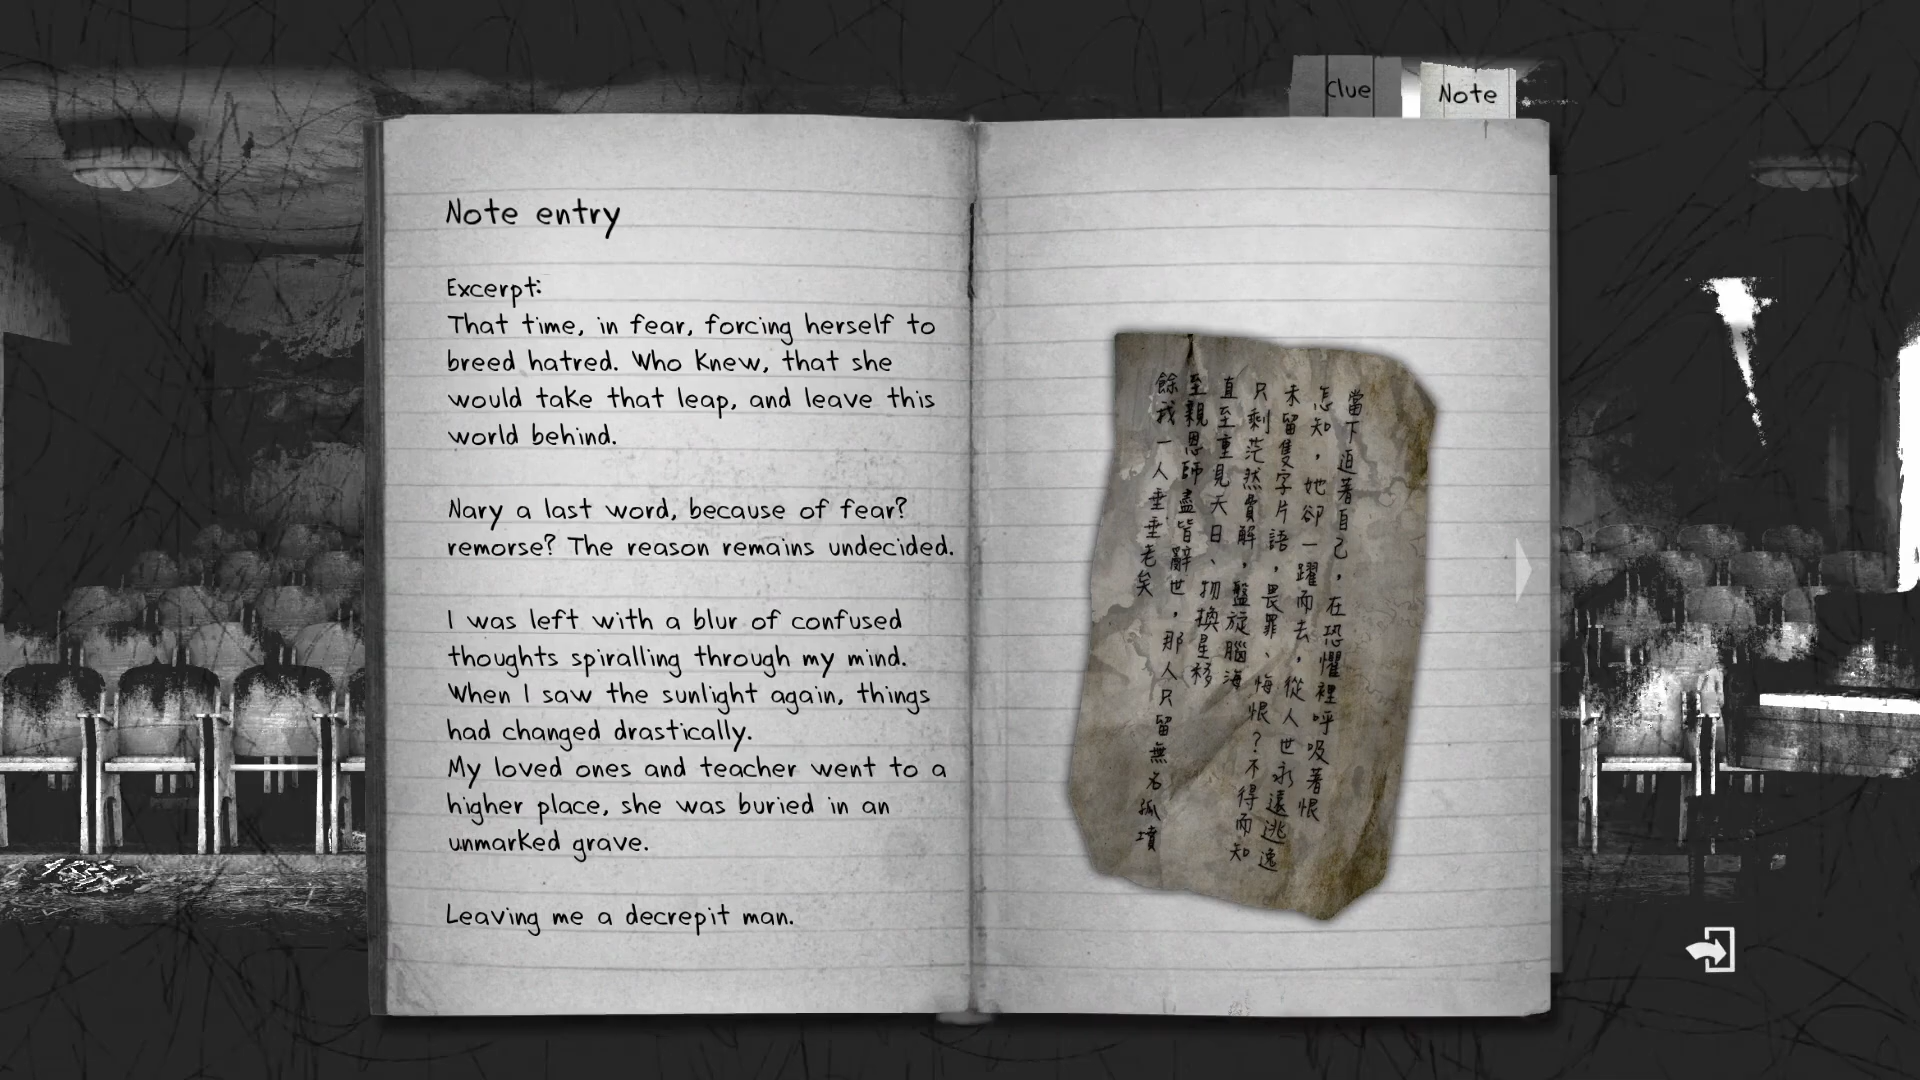 Clue
Note
Note entry
Excerpt:
That time, in fear, forcing herself to
breed hatred. Who knew, that she
would take that leap, and leave this
world behind.
Nary a last word, because of fear?
remorse? The reason remains undecided.
I was left with a blur of confused
thoughts spiralling through my mind.
When I saw the sunlight again, things
had changed drastically.
My loved ones and teacher went to a
higher place, she was buried in an
unmarked grave.
Leaving me a decrepit man.
當下迫著自己，在恐懼裡呼吸著恨
怎知，她卻一躍而去，從人世永遠逃逸
未留隻字片語，畏罪、悔恨？不得而知
只剩茫然費解，盤旋腦海
直至重見天日、物換星移
至親恩師盡皆辭世，那人只留無名孤墳
餘我一人垂垂老矣